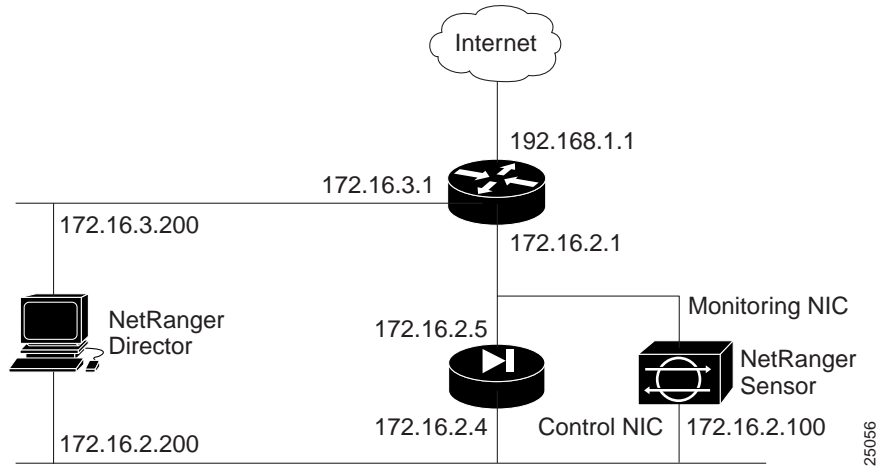 Internet
192.168.1.1
172.16.3.1
172.16.3.200
172.16.2.1
Monitoring NIC
NetRanger
Director
172.16.2.5
NetRanger
Sensor
172.16.2.4
Control NIC
172.16.2.100
172.16.2.200
25056